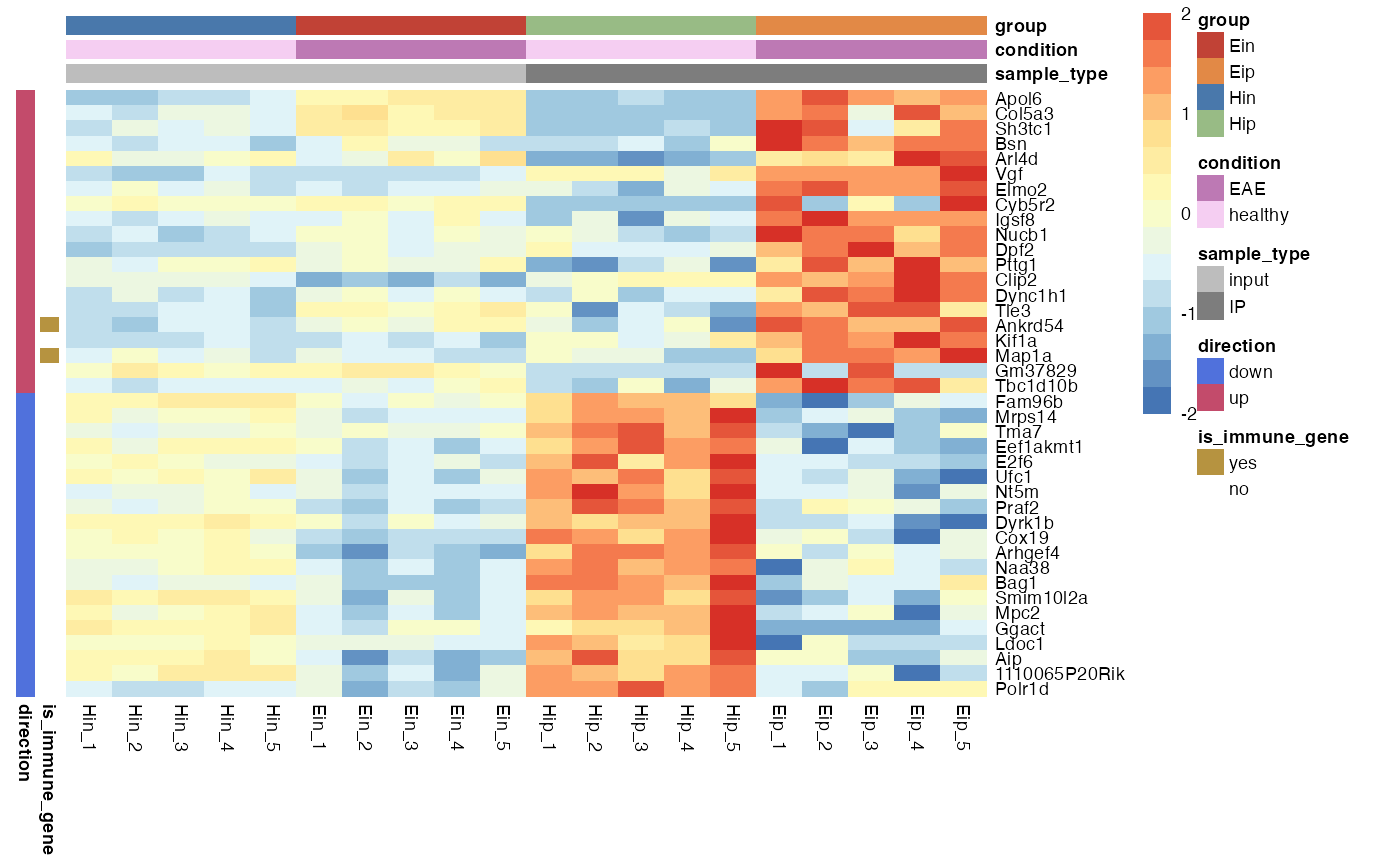 group
condition
sample_type
Apol6
Col5a3
Sh3tc1
Bsn
Arl4d
Vgf
Elmo2
Cyb5r2
Igsf8
Nucb1
Dpf2
Pttg1
Clip2
Dync1h1
Tle3
Ankrd54
Kif1a
Map1a
Gm37829
Tbc1d10b
Fam96b
Mrps14
Tma7
Eef1akmt1
E2f6
Ufc1
Nt5m
Praf2
Dyrk1b
Cox19
Arhgef4
Naa38
Bag1
Smim10l2a
Mpc2
Ggact
Ldoc1
Aip
1110065P20Rik
Polr1d
direction
is_immune_gene
Hin_1
Hin_2
Hin_3
Hin_4
Hin_5
Ein_1
Ein_2
Ein_3
Ein_4
Ein_5
Hip_1
Hip_2
Hip_3
Hip_4
Hip_5
Eip_1
Eip_2
Eip_3
Eip_4
Eip_5
2
1
0
-1
-2
group
Ein
Eip
Hin
Hip
condition
EAE
healthy
sample_type
input
IP
direction
down
up
is_immune_gene
yes
no